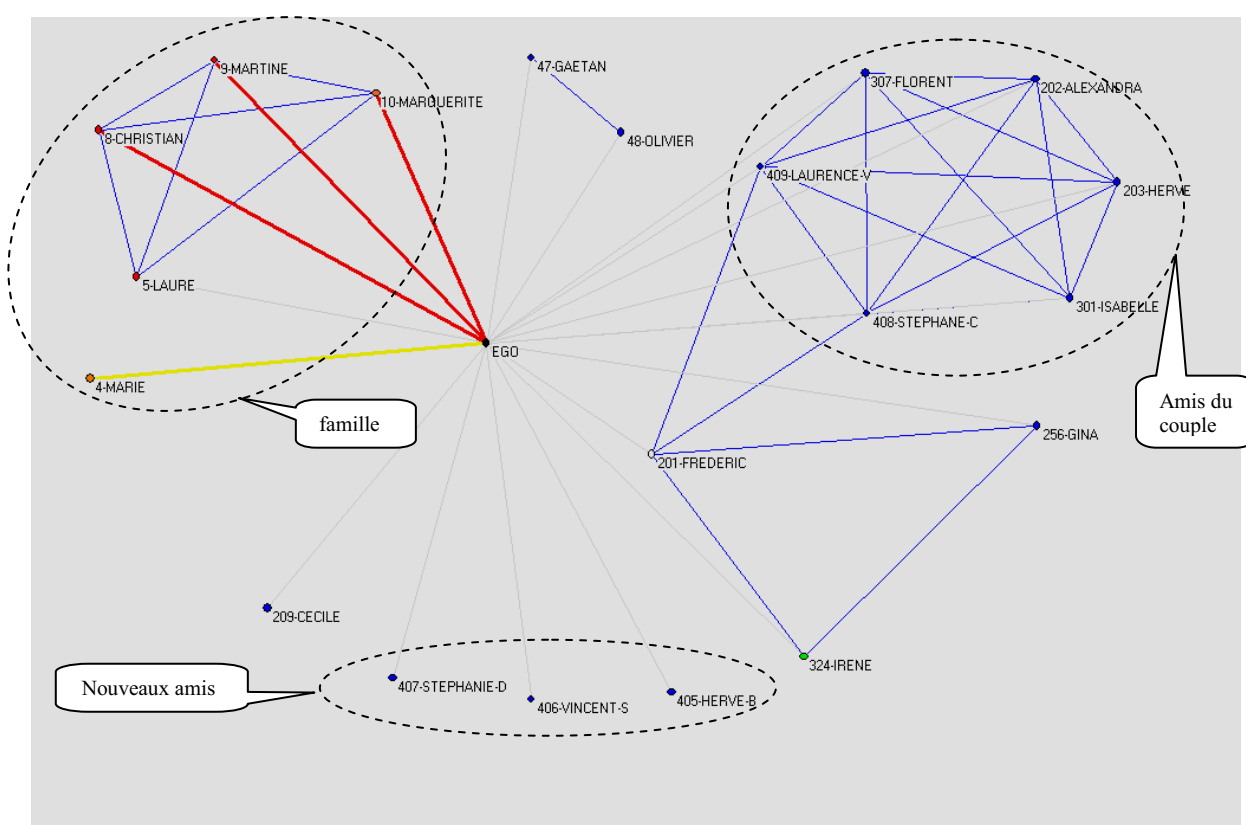 9-MARTINE
47-GAETAN
307-FLORENT
202-ALEXANDRA
10-MARGUERITE
8-CHRISTIAN
48-OLIVIER
409-LAURENCE-V
203-HERVE
5-LAURE
301-ISABELLE
408-STEPHANE-C
EGO
4-MARIE
famille
Amis du
couple
256-GINA
201-FREDERIC
209-CECILE
324-IRENE
407-STEPHANIE-D
Nouveaux amis
406-VINCENT-S
405-HERVE-B